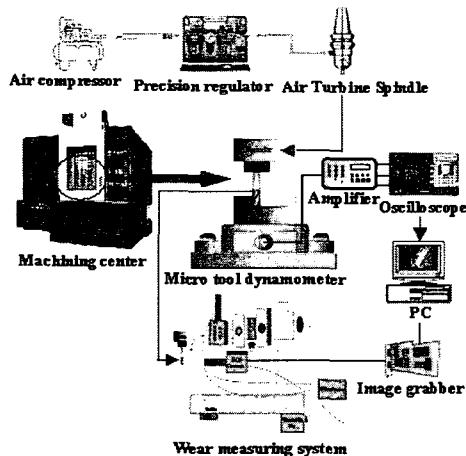 Air compressor
Precision regulator
Air Turbine Spindle
Amplifier
Oscilloscope
Machining center
Micro tool dynamometer
PC
Image grabber
Wear measuring system